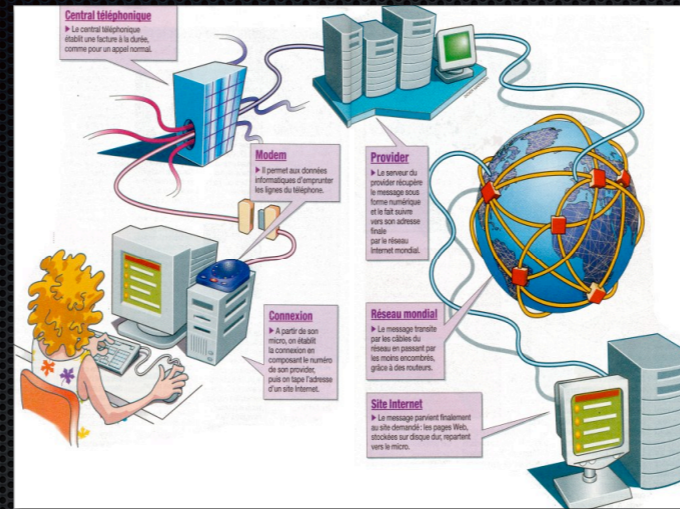 Central téléphonique
▶ Le central téléphonique
établit une facture à la durée,
comme pour un appel normal.
Modem
▶ Il permet aux données
informatiques d'emprunter
les lignes du téléphone.
Provider
▶ Le serveur du
provider récupère
le message sous
forme numérique
et le fait suivre
vers son adresse
finale
par le réseau
Internet mondial.
Connexion
▶ A partir de son
micro, on établit
la connexion en
composant le numéro
de son provider,
puis on tape l'adresse
d'un site Internet.
Réseau mondial
▶ Le message transite
par les câbles du
réseau en passant par
les moins encombrés,
grâce à des routeurs.
Site Internet
▶ Le message parvient finalement
au site demandé: les pages Web,
stockées sur disque dur, repartent
vers le micro.